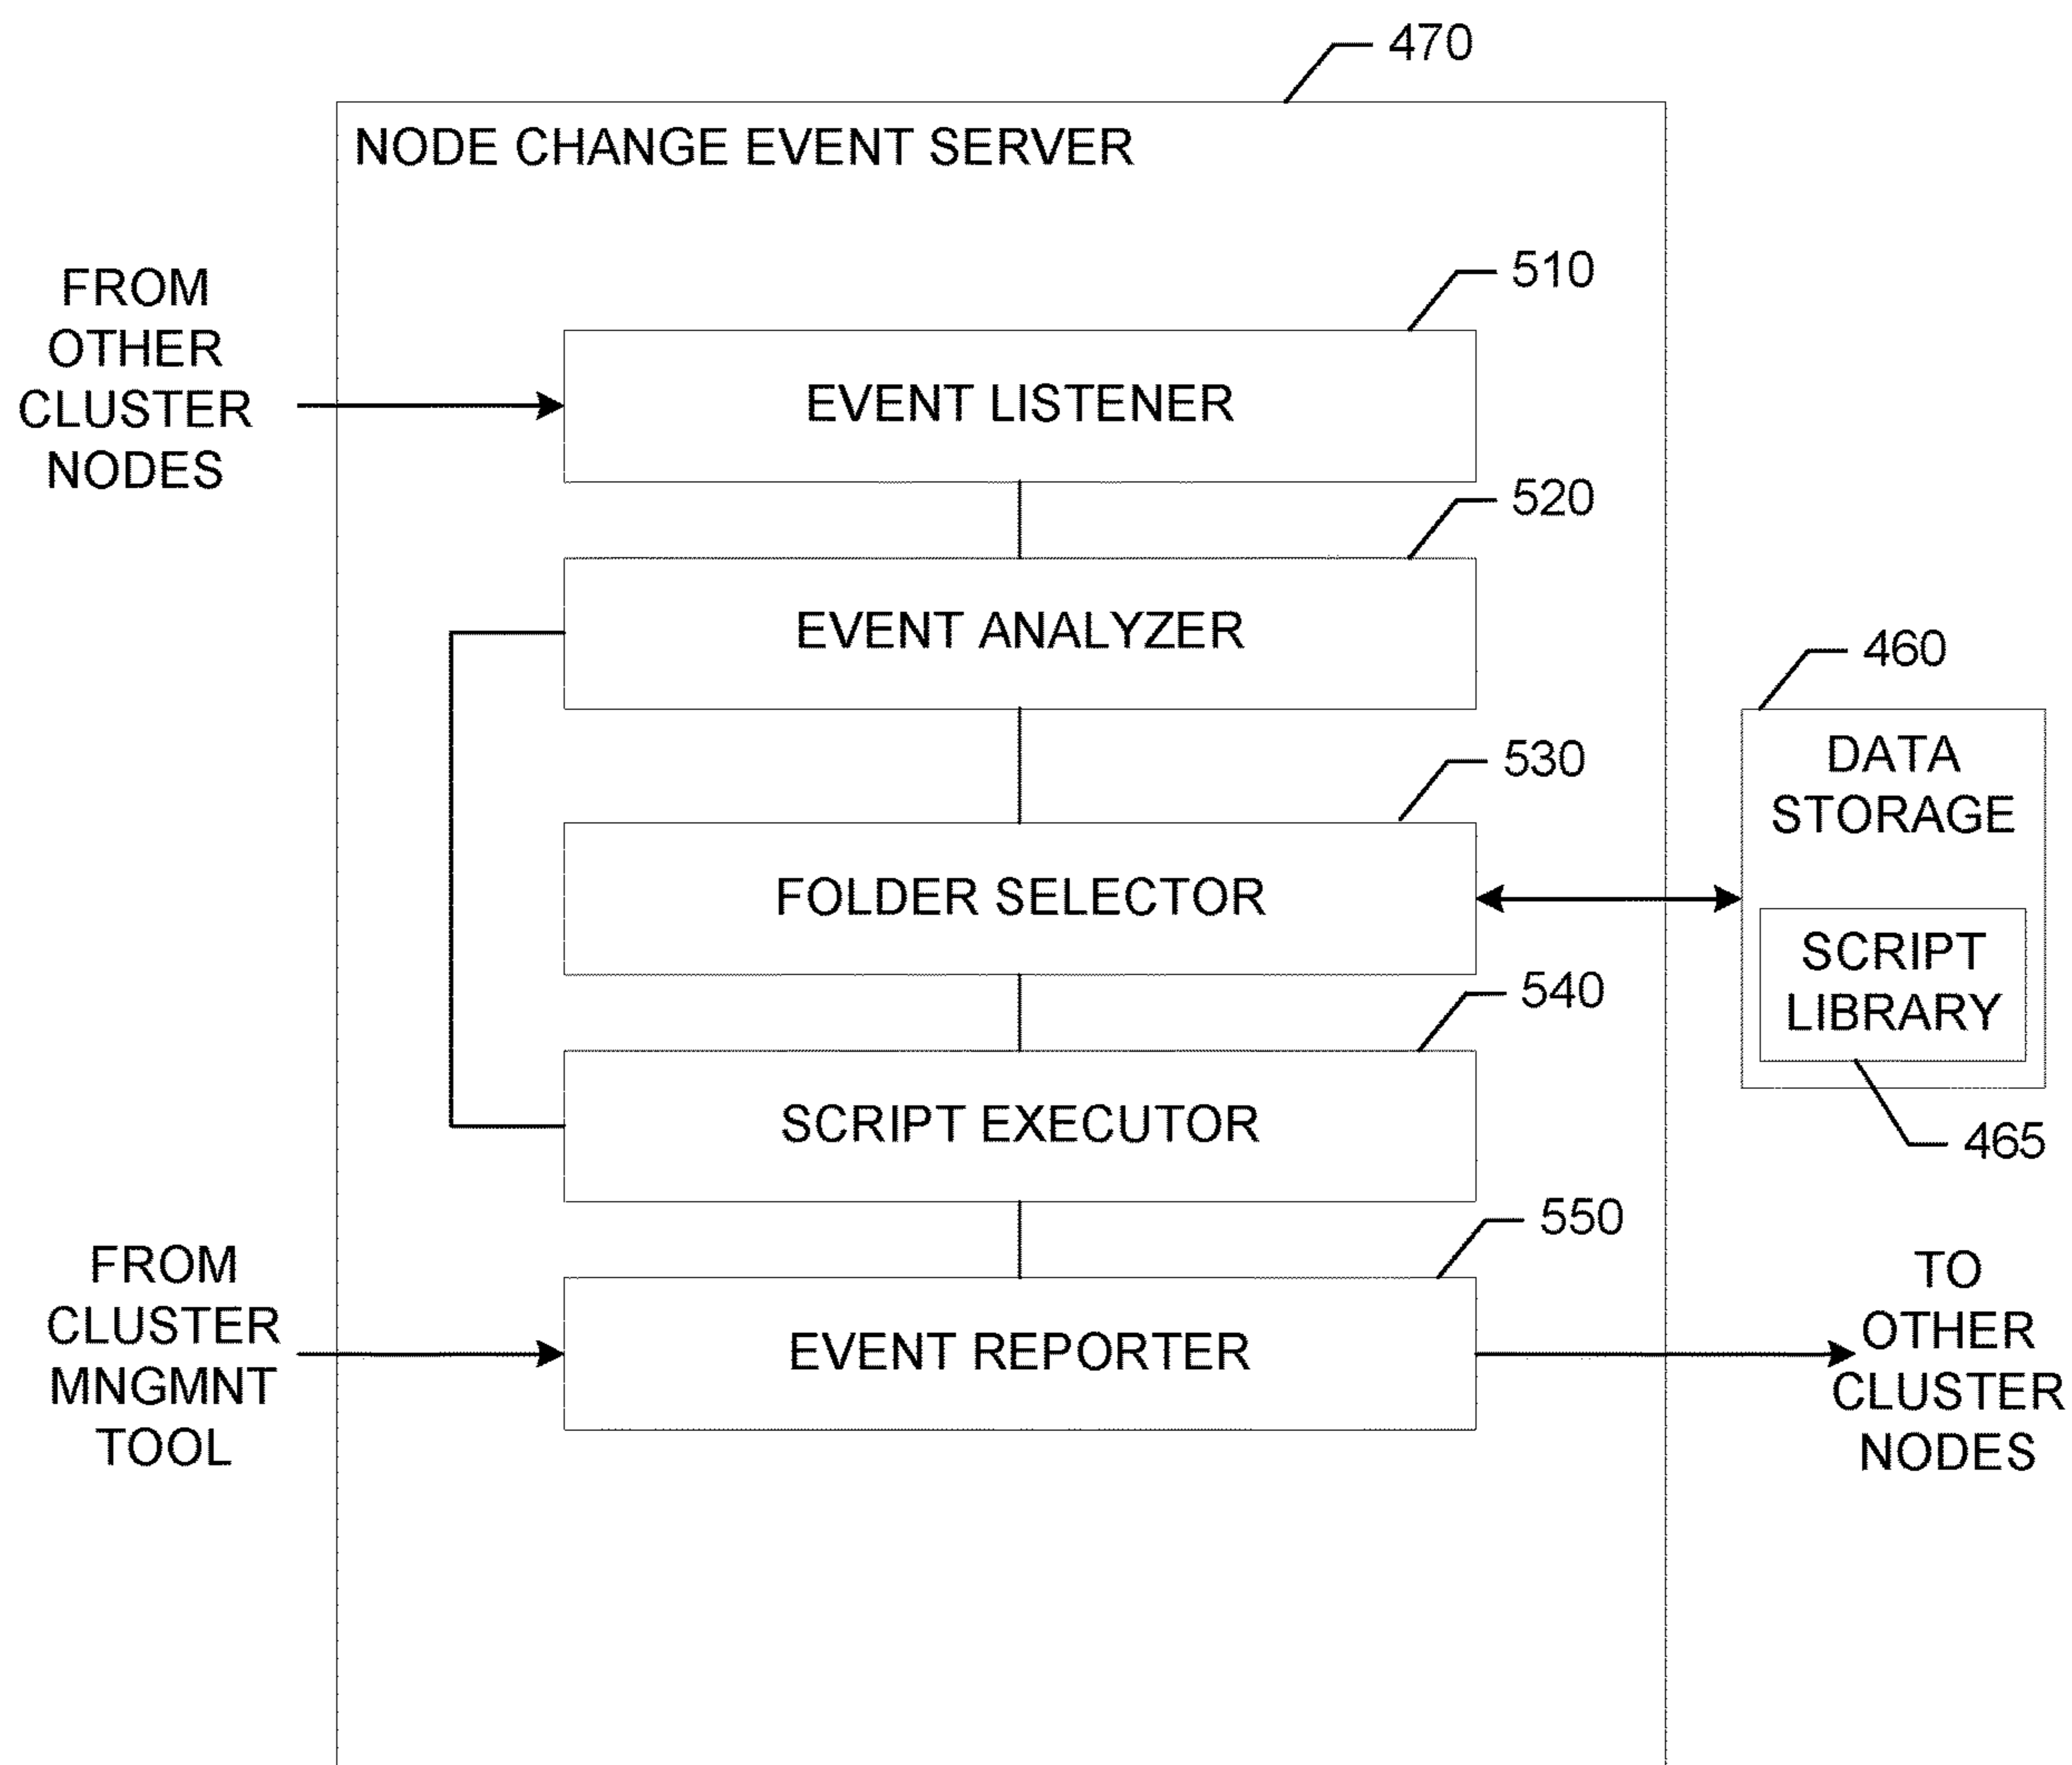 470
NODE CHANGE EVENT SERVER
510
FROM
OTHER
CLUSTER
NODES
EVENT LISTENER
520
EVENT ANALYZER
460
DATA
STORAGE
530
FOLDER SELECTOR
SCRIPT
LIBRARY
540
SCRIPT EXECUTOR
465
550
FROM
CLUSTER
MNGMNT
TOOL
EVENT REPORTER
TO
OTHER
CLUSTER
NODES